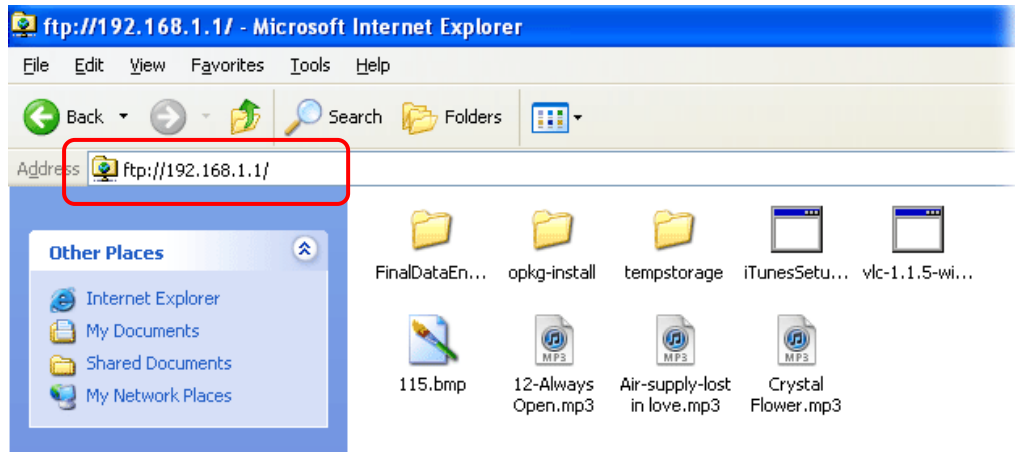 ftp://192.168.1.1/ - Microsoft Internet Explorer
File Edit View Favorites Tools Help
Back Search Folders
Address ftp://192.168.1.1/
Other Places
Internet Explorer
My Documents
Shared Documents
My Network Places
FinalDataEn... opkg-install tempstorage iTunesSetu... vlc-1.1.5-wi...
MP3 MP3 MP3
115.bmp 12-Always Air-supply-lost Crystal
Open.mp3 in love.mp3 Flower.mp3